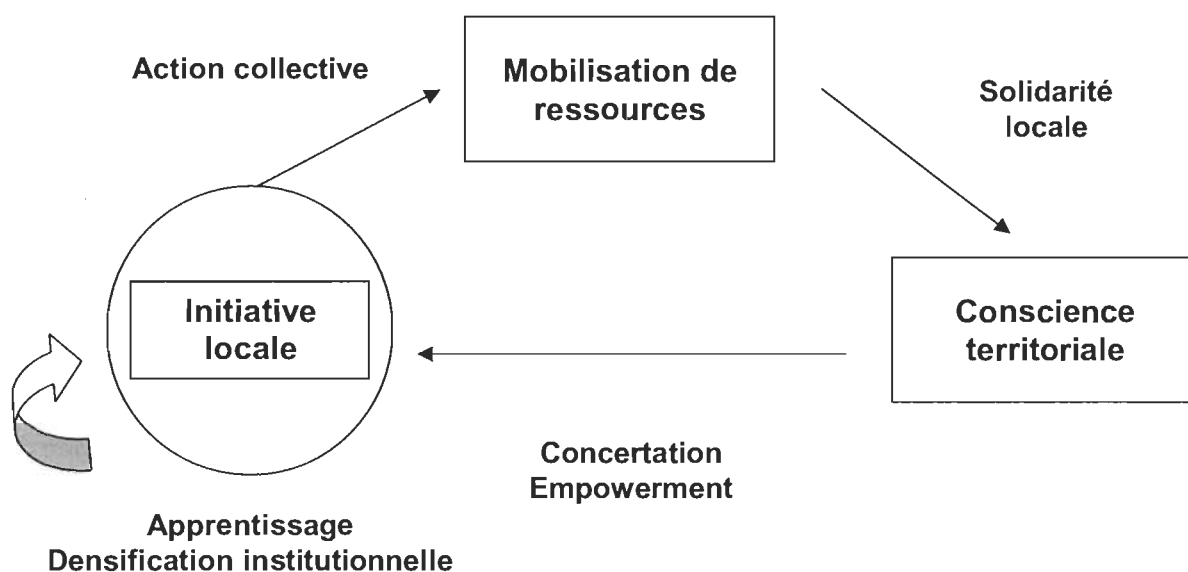 Action collective
Mobilisation de
ressources
Solidarité
locale
Initiative
locale
Conscience
territoriale
Concertation
Empowerment
Apprentissage
Densification institutionnelle